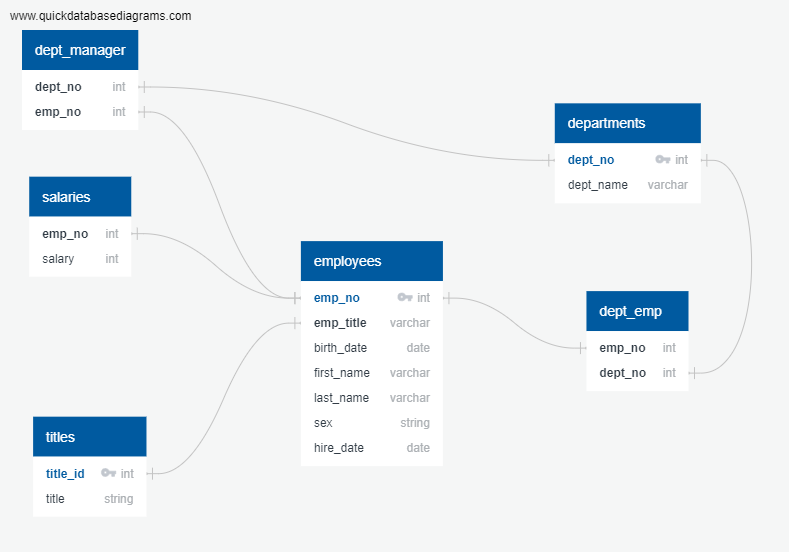 www.quickdatabasediagrams.com
dept_manager
dept_no int
emp_no int
departments
dept_no int
dept_name varchar
salaries
emp_no int
salary int
employees
emp_no int
emp_title varchar
birth_date date
first_name varchar
last_name varchar
sex string
hire_date date
dept_emp
emp_no int
dept_no int
titles
title_id int
title string